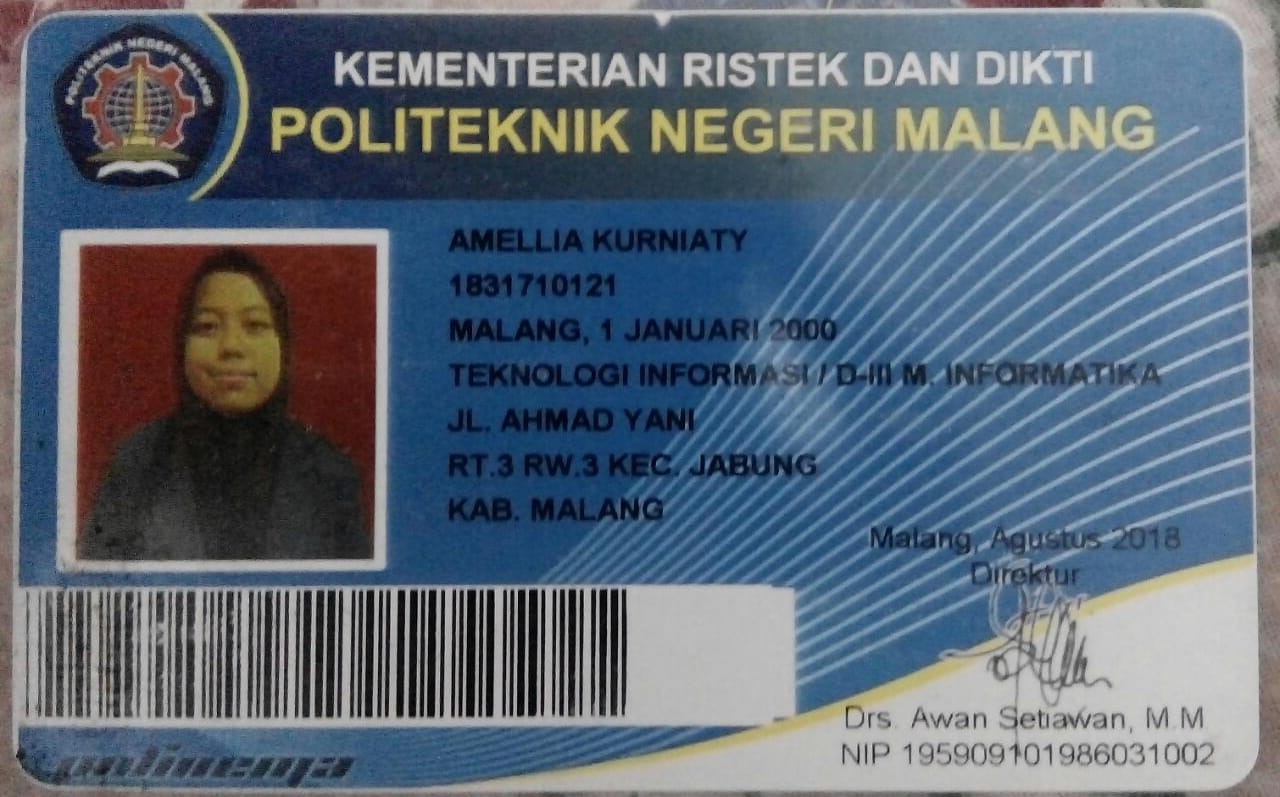 POLITEKNIK NEGERI MALANG
KEMENTERIAN RISTEK DAN DIKTI
POLITEKNIK NEGERI MALANG
AMELLIA KURNIATY
1831710121
MALANG, 1 JANUARI 2000
TEKNOLOGI INFORMASI / D-III M. INFORMATIKA
JL. AHMAD YANI
RT.3 RW.3 KEC. JABUNG
KAB. MALANG
Malang, Agustus 2018
Direktur
Drs. Awan Setiawan, M.M
NIP 195909101986031002
polinema